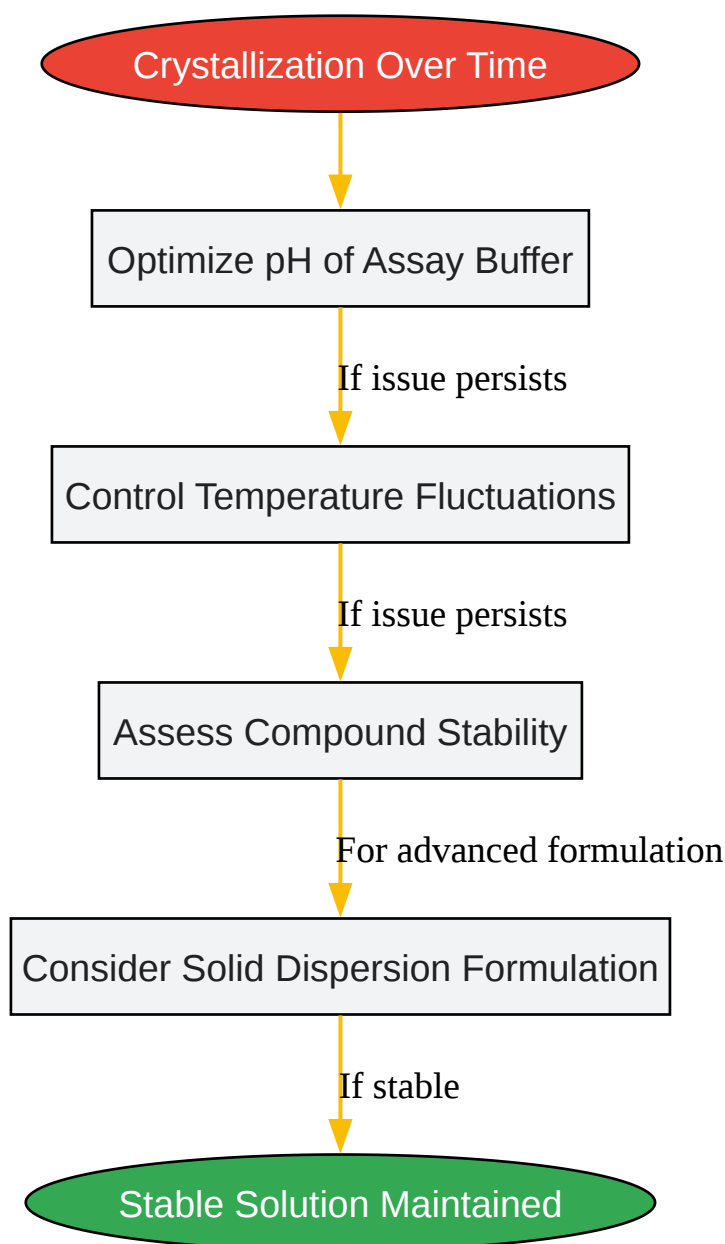 Crystallization Over Time
Optimize pH of Assay Buffer
If issue persists
Control Temperature Fluctuations
If issue persists
Assess Compound Stability
For advanced formulation
Consider Solid Dispersion Formulation
If stable
Stable Solution Maintained